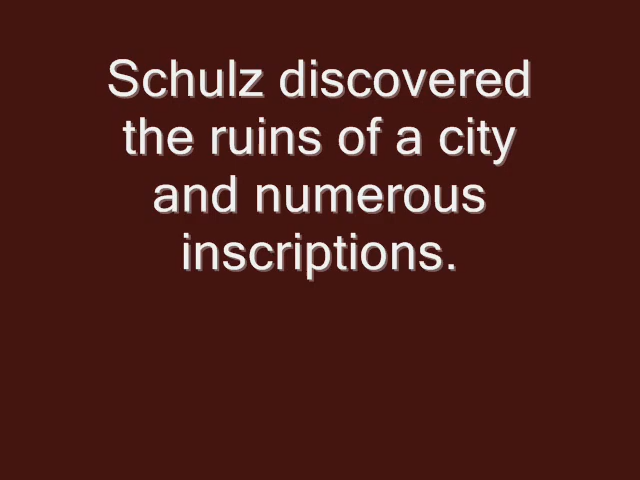 Schulz discovered
the ruins of a city
and numerous
inscriptions.